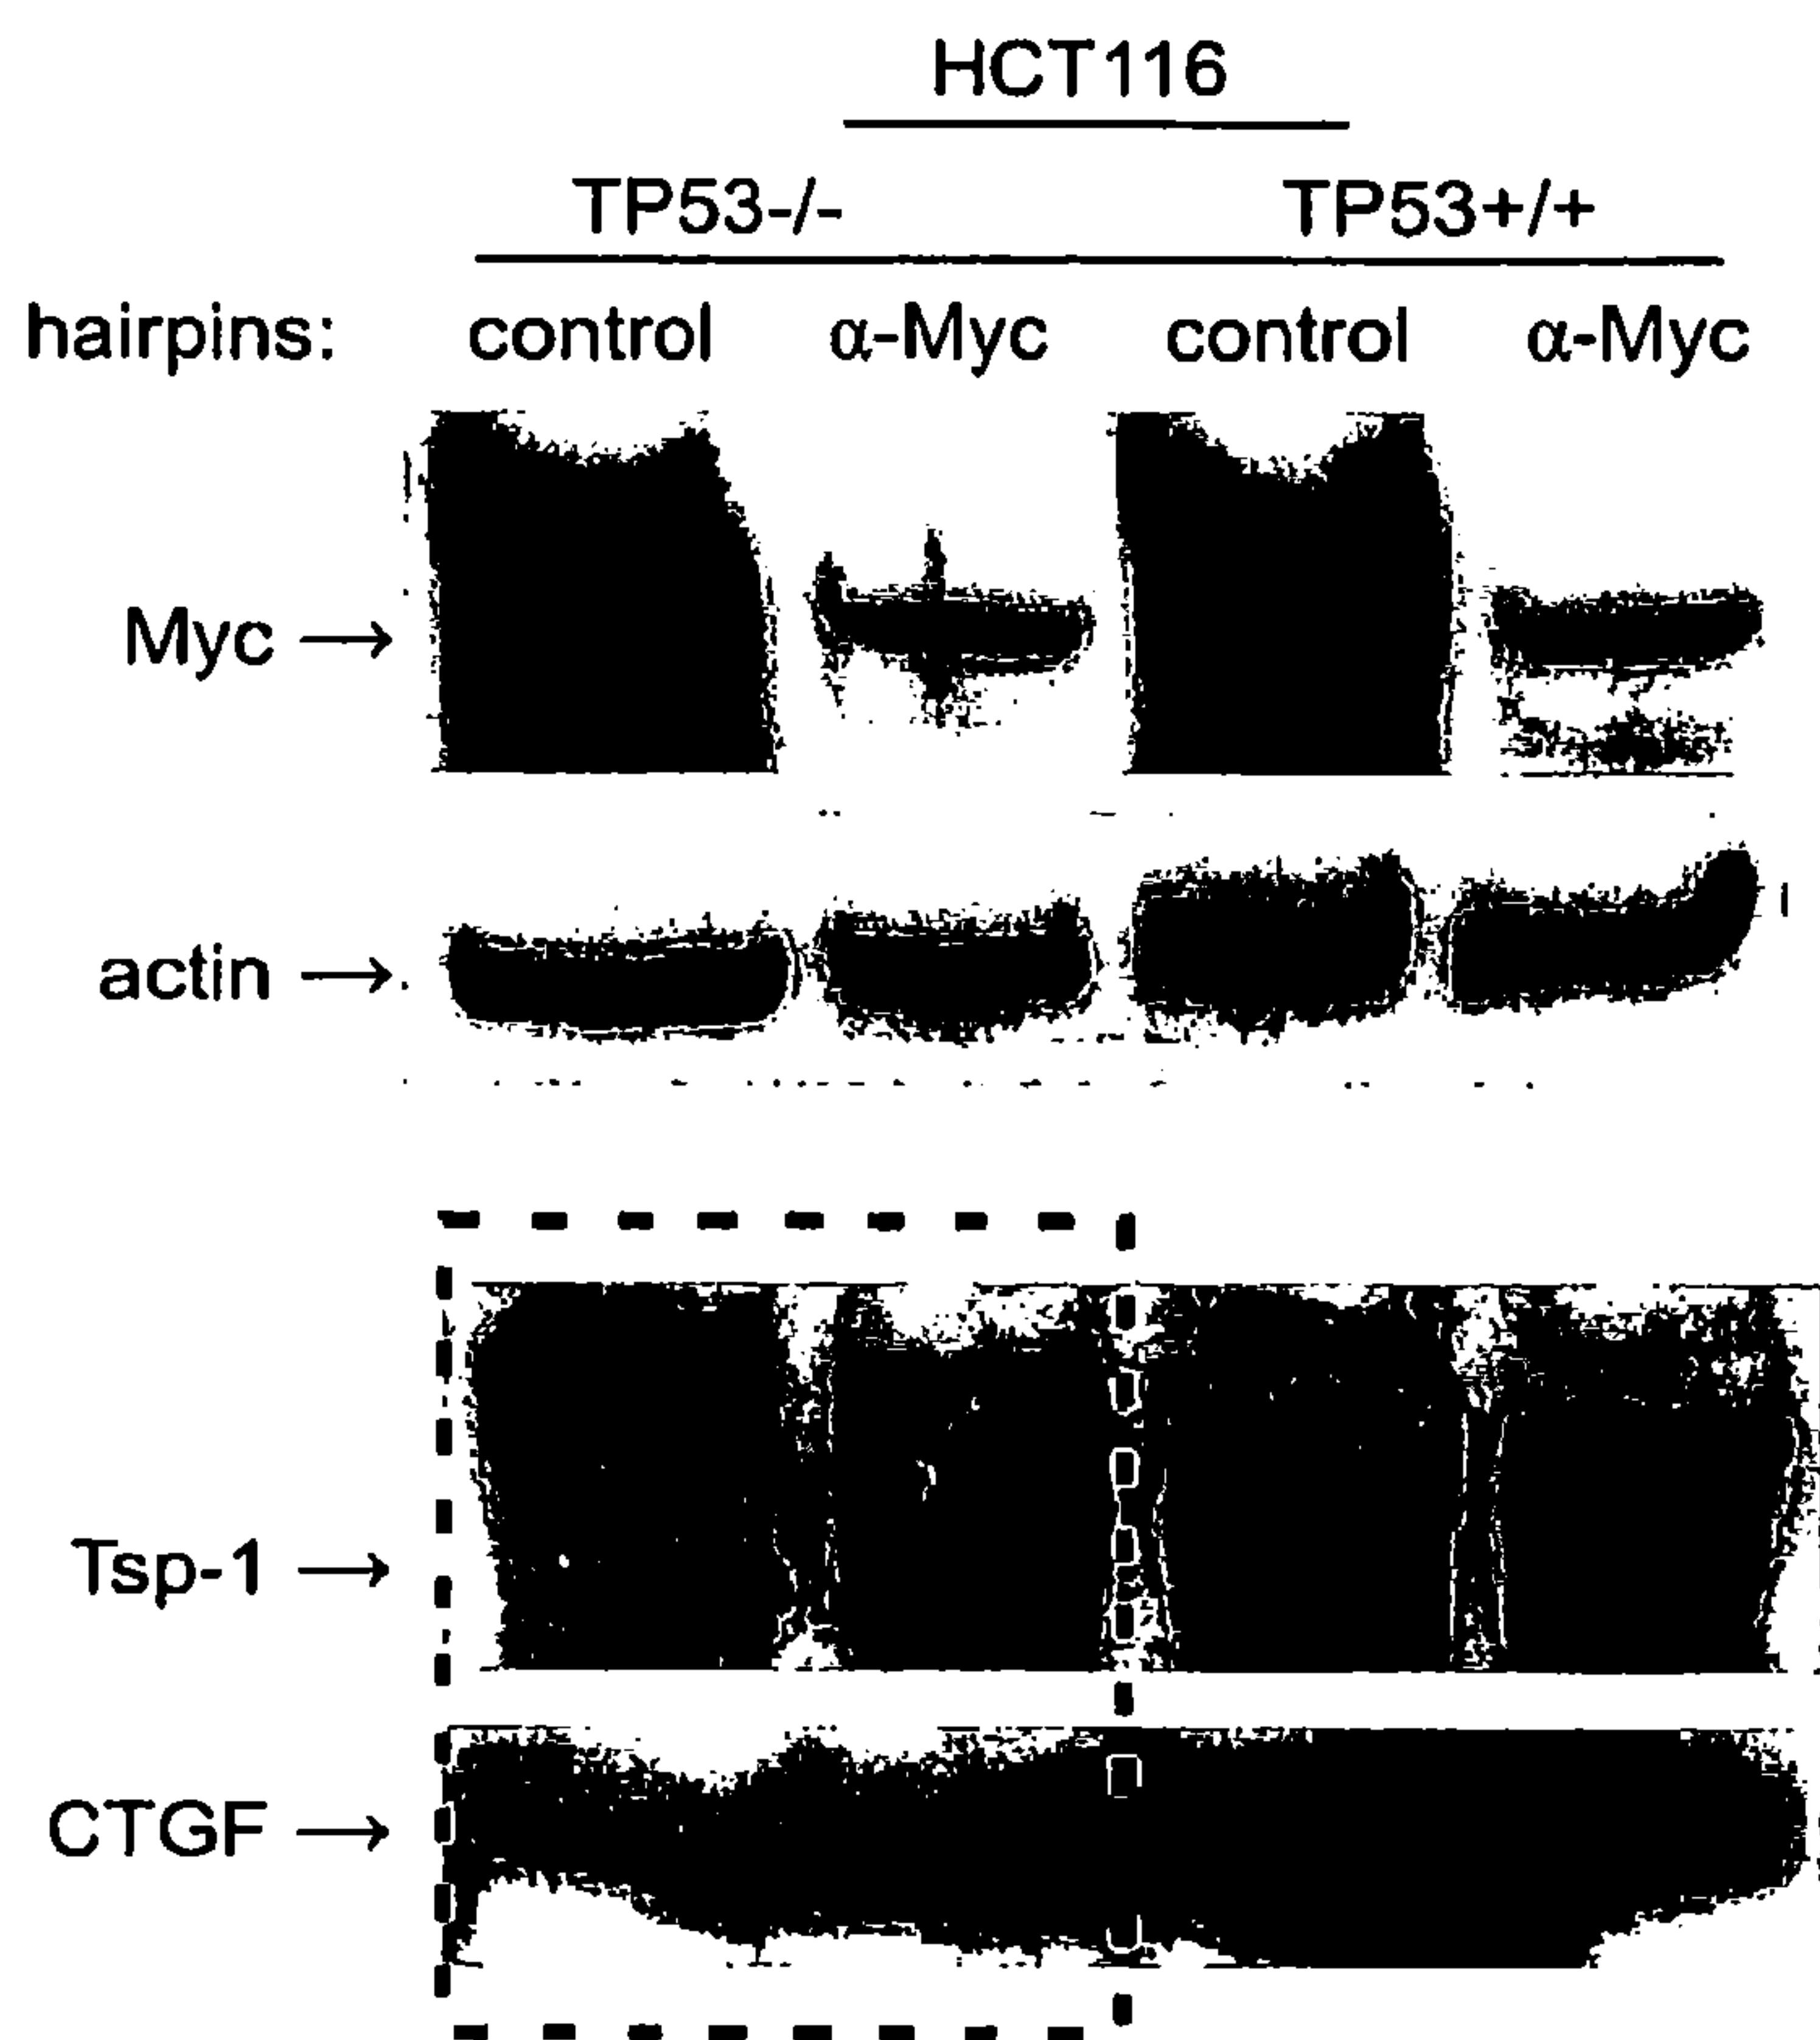 HCT116
TP53-/- TP53+/+
hairpins: control α-Myc control α-Myc
Myc →
actin →
Tsp-1 →
CTGF →